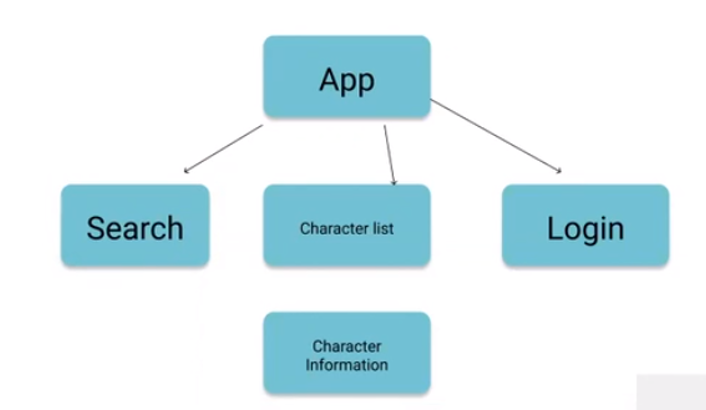 App
Search
Character list
Login
Character
Information